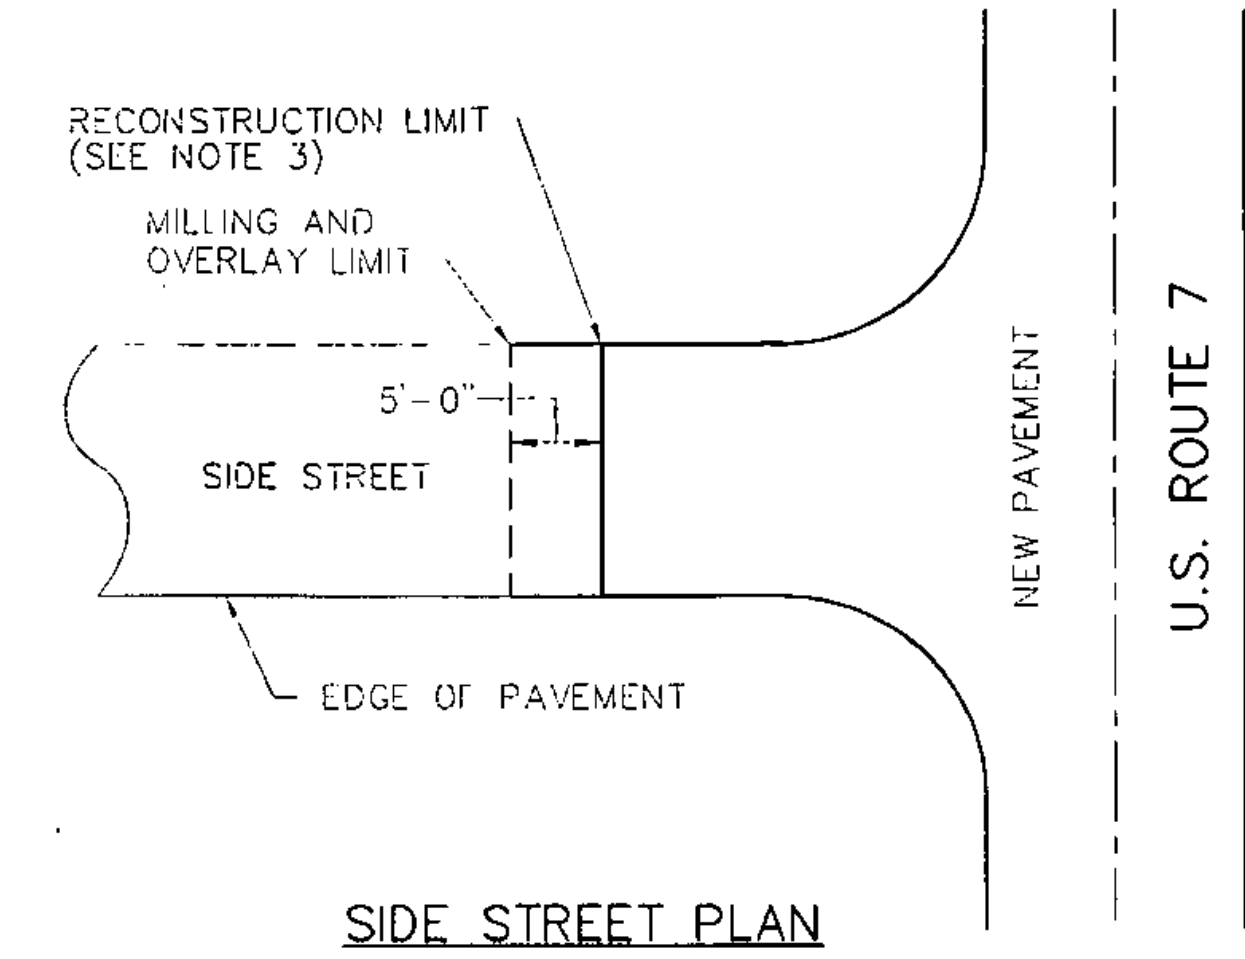 RECONSTRUCTION LIMIT
(SEE NOTE 3)
MILLING AND
OVERLAY LIMIT
5'-0"
SIDE STREET
EDGE OF PAVEMENT
NEW PAVEMENT
U.S. ROUTE 7
SIDE STREET PLAN